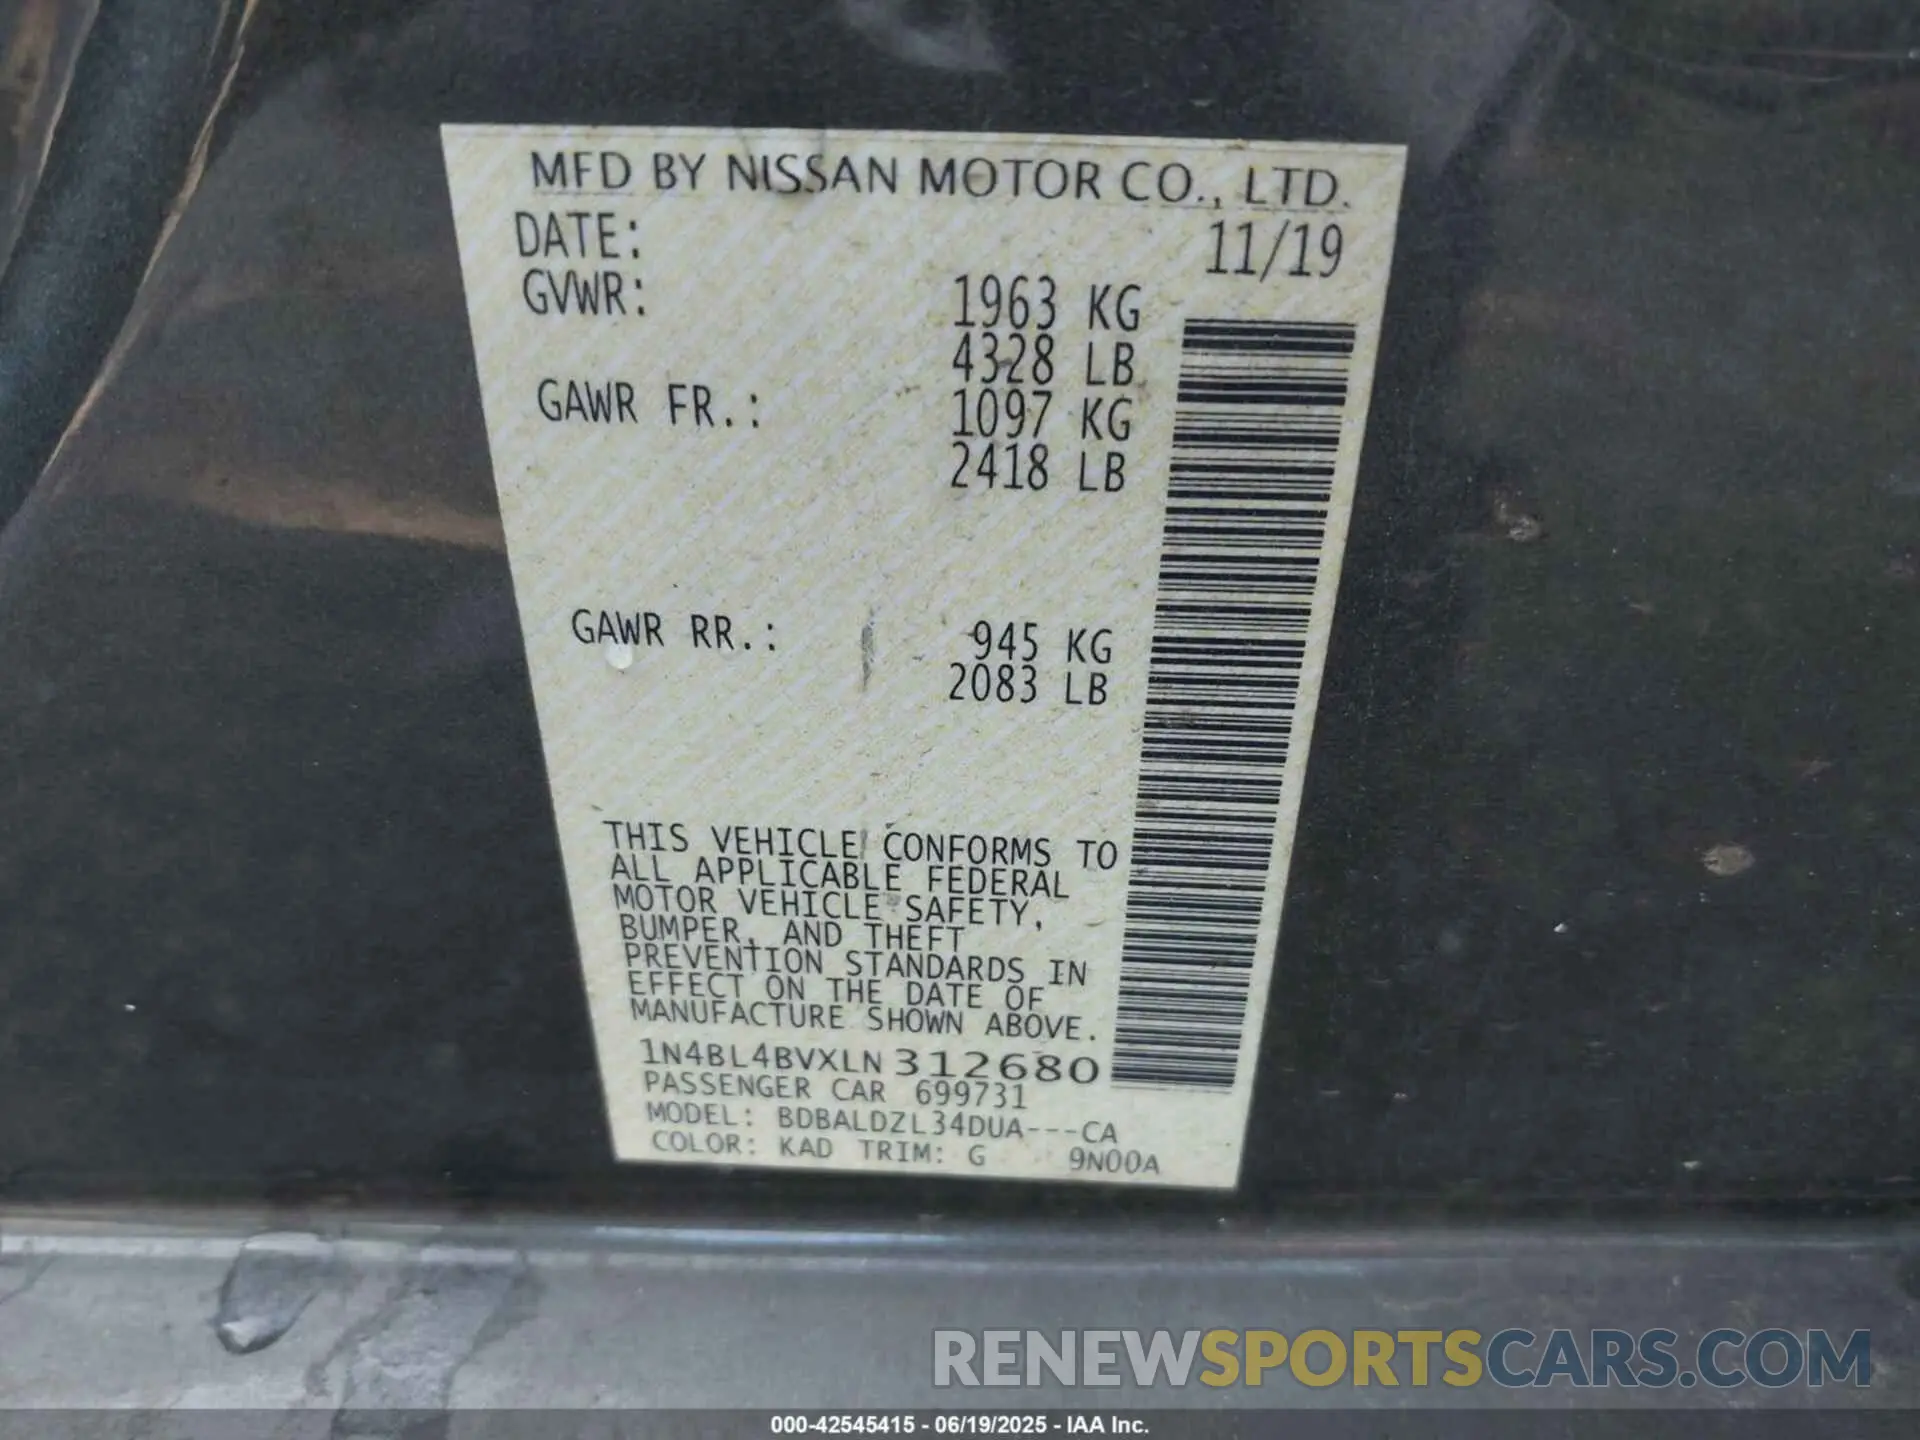 MFD BY NISSAN MOTOR CO., LTD.
DATE: 11/19
GVWR: 1963 KG
4328 LB
GAWR FR.: 1097 KG
2418 LB
GAWR RR.: 945 KG
2083 LB
THIS VEHICLE CONFORMS TO
ALL APPLICABLE FEDERAL
MOTOR VEHICLE SAFETY,
BUMPER, AND THEFT
PREVENTION STANDARDS IN
EFFECT ON THE DATE OF
MANUFACTURE SHOWN ABOVE.
1N4BL4BVXLN312680
PASSENGER CAR 699731
MODEL: BDBALDZL34DUA---CA
COLOR: KAD TRIM: G 9N00A
RENEWSPORTSCARS.COM
000-42545415 - 06/19/2025 - IAA Inc.